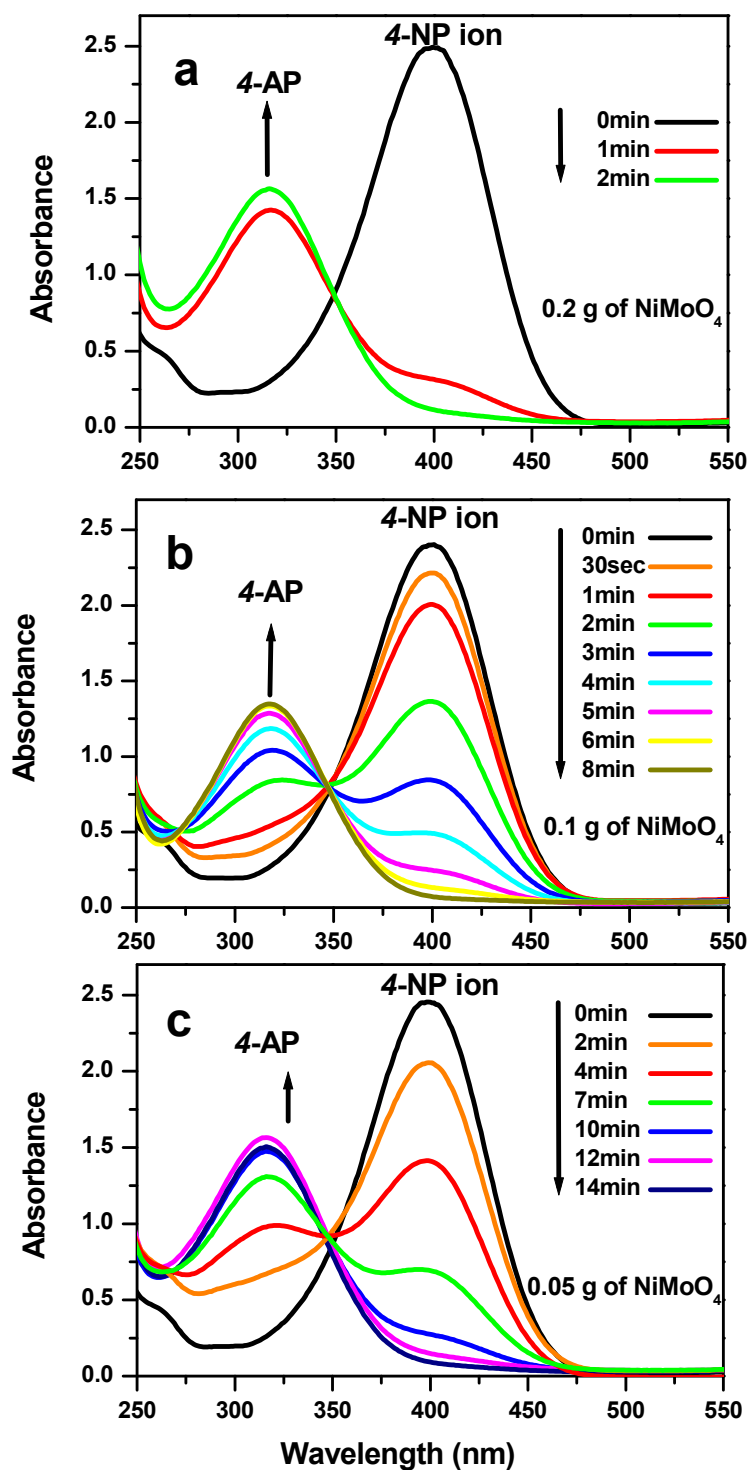 a
4-NP ion
4-AP
0min
1min
2min
0.2 g of NiMoO₄
Absorbance
2.5
2.0
1.5
1.0
0.5
0.0
250 300 350 400 450 500 550
b
4-NP ion
4-AP
0min
30sec
1min
2min
3min
4min
5min
6min
8min
0.1 g of NiMoO₄
Absorbance
2.5
2.0
1.5
1.0
0.5
0.0
250 300 350 400 450 500 550
c
4-NP ion
4-AP
0min
2min
4min
7min
10min
12min
14min
0.05 g of NiMoO₄
Absorbance
2.5
2.0
1.5
1.0
0.5
0.0
250 300 350 400 450 500 550
Wavelength (nm)